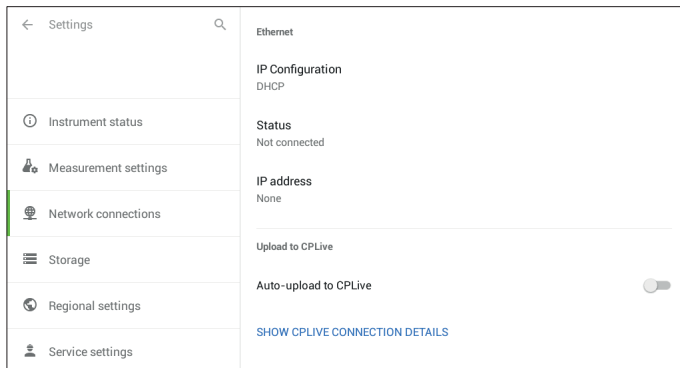 Settings
Instrument status
Measurement settings
Network connections
Storage
Regional settings
Service settings
Ethernet
IP Configuration
DHCP
Status
Not connected
IP address
None
Upload to CPLive
Auto-upload to CPLive
SHOW CPLIVE CONNECTION DETAILS